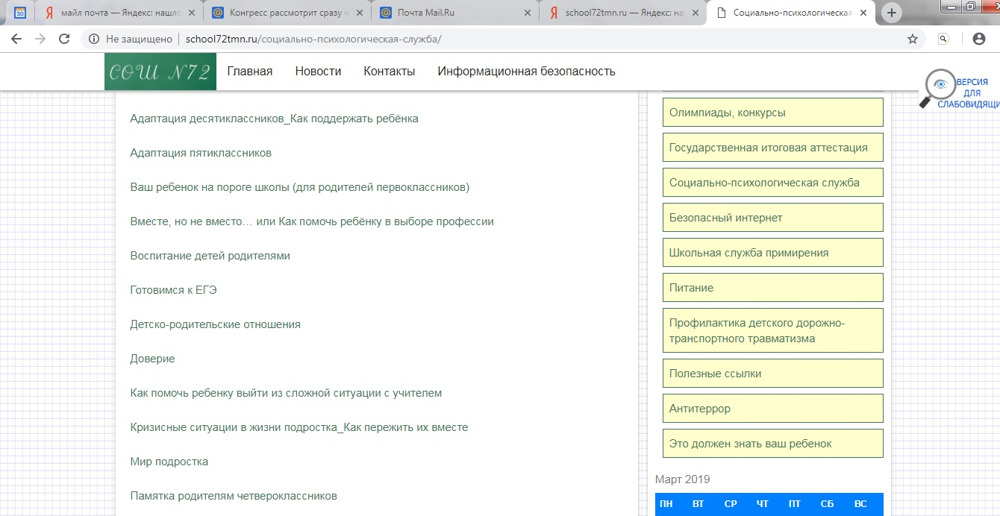 30
майл почта — Яндекс: нашло
Конгресс рассмотрит сразу
Почта Mail.Ru
school72tmn.ru — Яндекс: на
Социально-психологическая
Не защищено
school72tmn.ru/социально-психологическая-служба/
СОШ N72
Главная
Новости
Контакты
Информационная безопасность
ВЕРСИЯ
ДЛЯ
СЛАБОВИДЯЩИ
Адаптация десятиклассников_Как поддержать ребёнка
Адаптация пятиклассников
Ваш ребенок на пороге школы (для родителей первоклассников)
Вместе, но не вместо… или Как помочь ребёнку в выборе профессии
Воспитание детей родителями
Готовимся к ЕГЭ
Детско-родительские отношения
Доверие
Как помочь ребенку выйти из сложной ситуации с учителем
Кризисные ситуации в жизни подростка_Как пережить их вместе
Мир подростка
Памятка родителям четвероклассников
Олимпиады, конкурсы
Государственная итоговая аттестация
Социально-психологическая служба
Безопасный интернет
Школьная служба примирения
Питание
Профилактика детского дорожно-
транспортного травматизма
Полезные ссылки
Антитеррор
Это должен знать ваш ребенок
Март 2019
ПН ВТ СР ЧТ ПТ СБ ВС